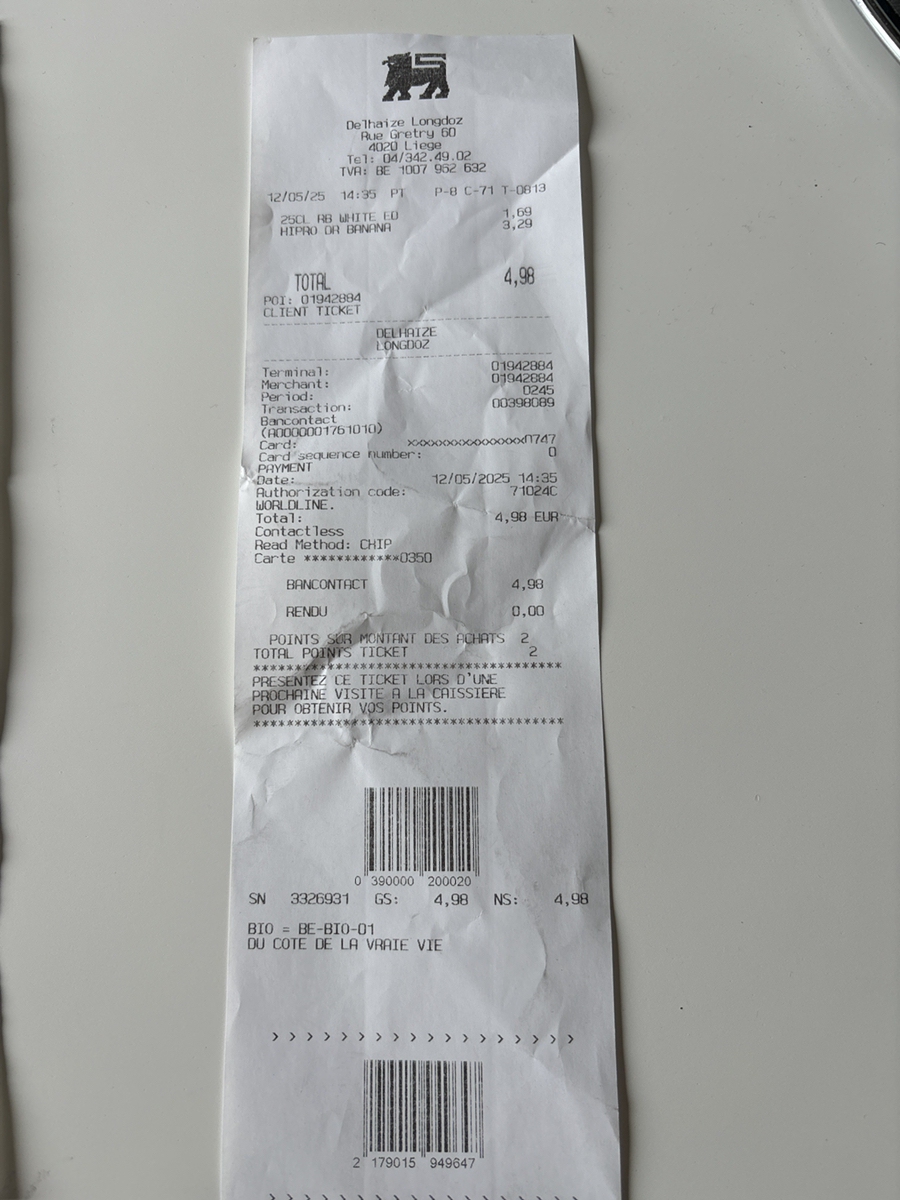 Delhaize Longdoz
Rue Gretry 60
4020 Liege
Tel: 04/342.49.02
TVA: BE 1007 962 632
12/05/25 14:35 PT P-8 C-71 T-0813
25CL RB WHITE ED 1,69
HIPRO DR BANANA 3,29
TOTAL 4,98
POI: 01942884
CLIENT TICKET
DELHAIZE
LONGDOZ
Terminal: 01942884
Merchant: 01942884
Period: 0245
Transaction: 00398089
Bancontact
(A0000001761010)
Card: xxxxxxxxxxxxxxx0747
Card sequence number: 0
PAYMENT
Date: 12/05/2025 14:35
Authorization code: 71024C
WORLDLINE.
Total: 4,98 EUR
Contactless
Read Method: CHIP
Carte ************0350
BANCONTACT 4,98
RENDU 0,00
POINTS SUR MONTANT DES ACHATS 2
TOTAL POINTS TICKET 2
*************************************
PRESENTEZ CE TICKET LORS D'UNE
PROCHAINE VISITE A LA CAISSIERE
POUR OBTENIR VOS POINTS.
*************************************
0 390000 200020
SN 3326931 GS: 4,98 NS: 4,98
BIO = BE-BIO-01
DU COTE DE LA VRAIE VIE
> > > > > > > > > > > > > > > > > >
2 179015 949647